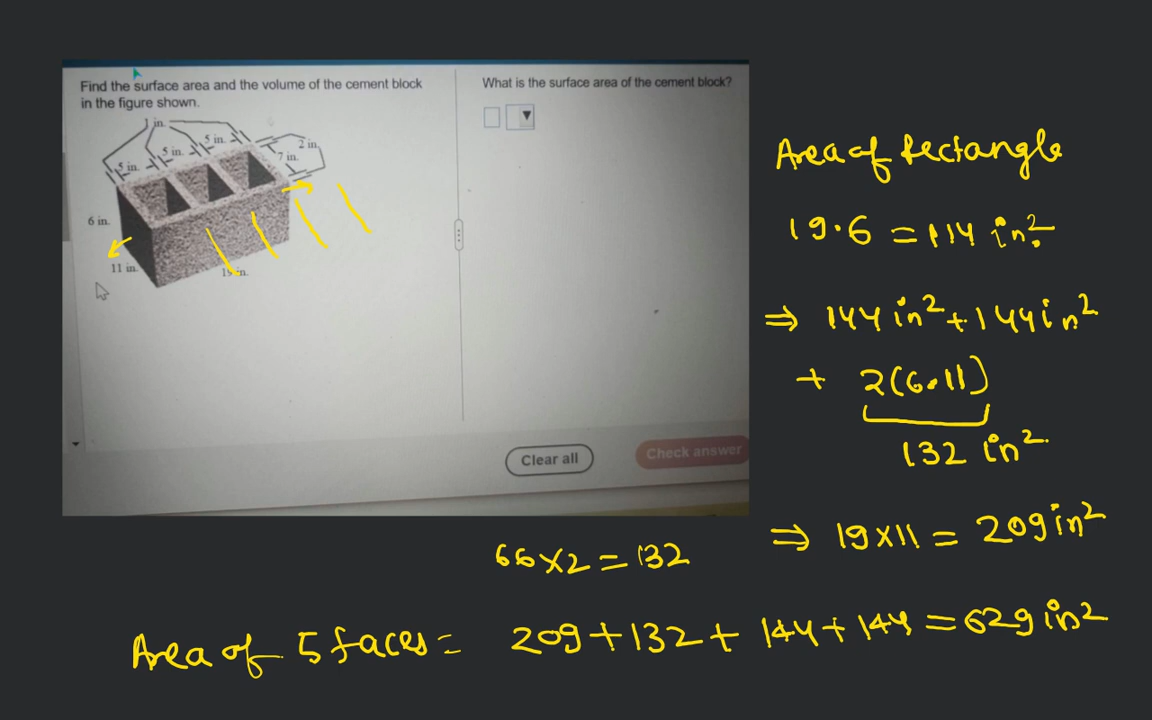 Find the surface area and the volume of the cement block
in the figure shown.
What is the surface area of the cement block?
1 in.
5 in.
5 in.
5 in.
2 in.
7 in.
6 in.
11 in.
Clear all
Check answer
Area of Rectangle
19.6 = 114 in²
⇒ 144 in² + 144 in²
+ 2(6.11)
132 in².
⇒ 19 x 11 = 209 in²
66 x 2 = 132
Area of 5 faces = 209 + 132 + 144 + 144 = 629 in²